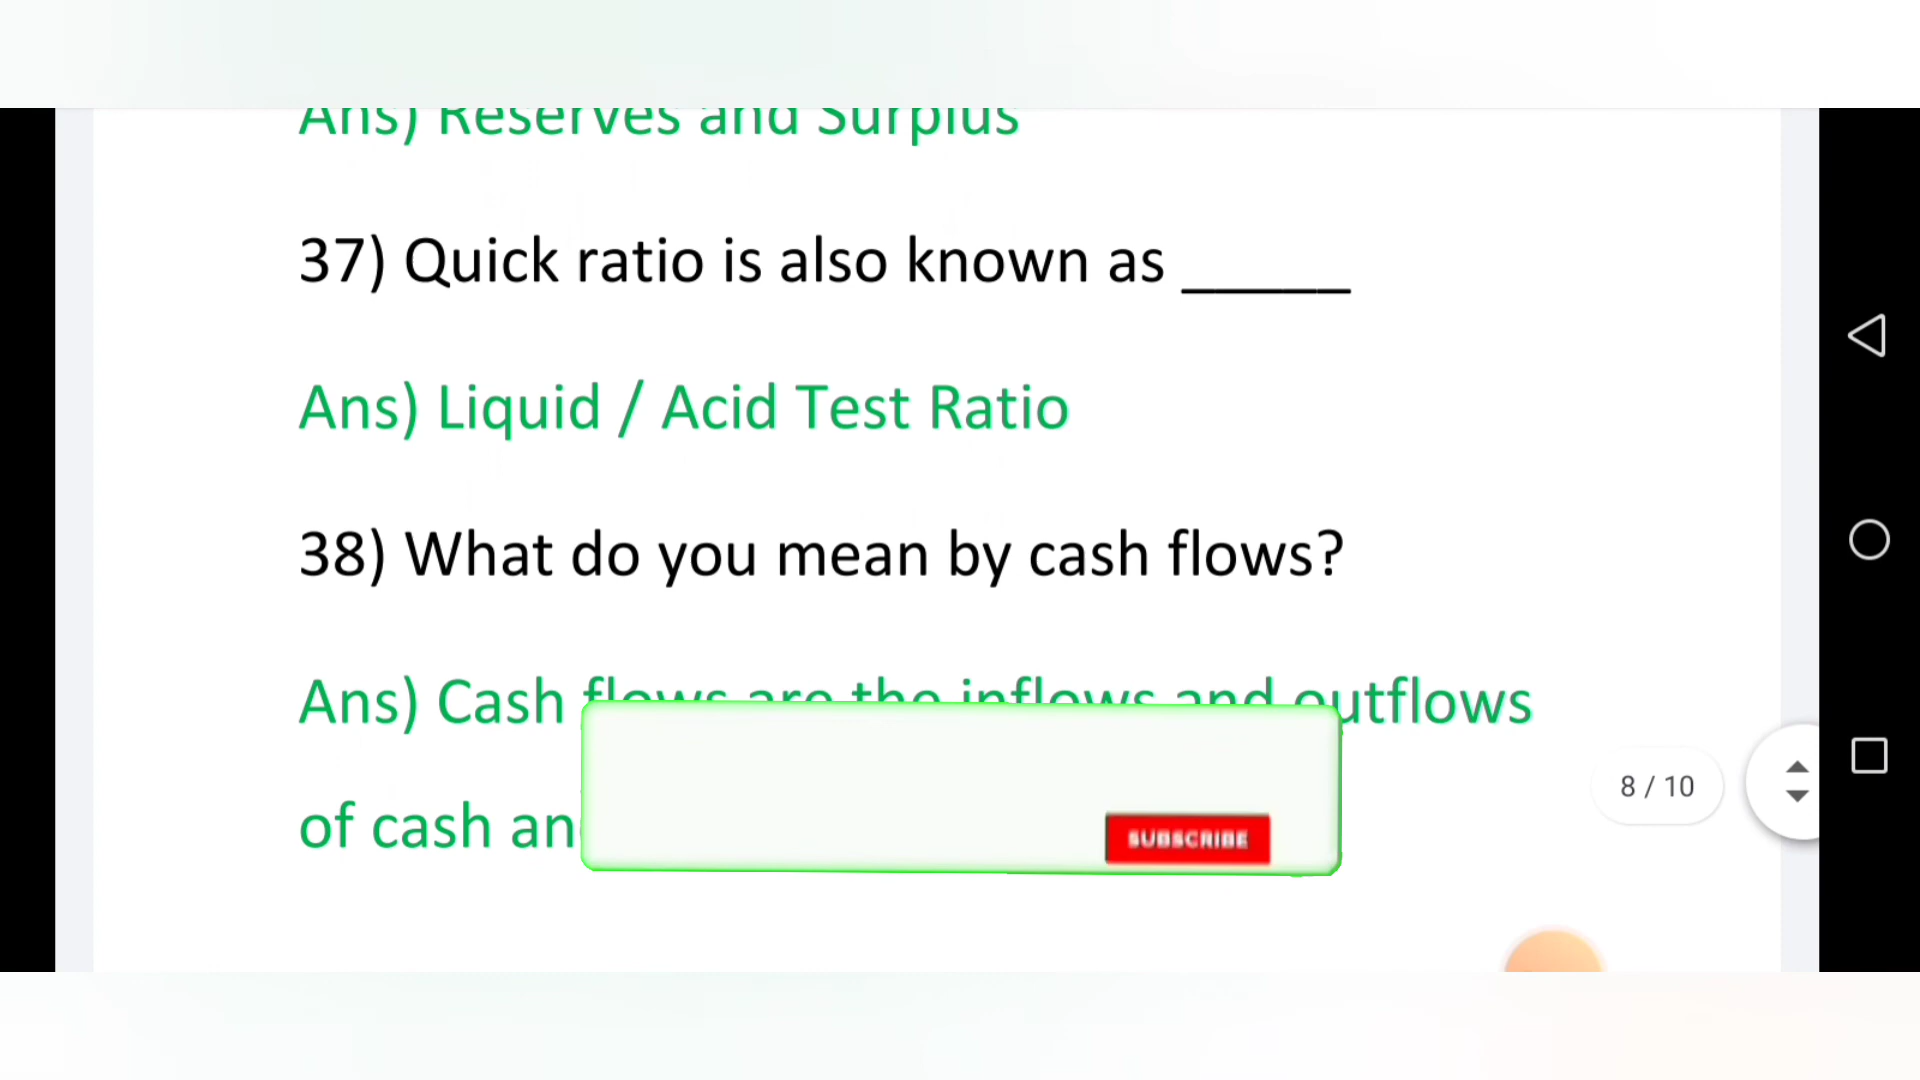 Ans) Reserves and Surplus
37) Quick ratio is also known as _____
Ans) Liquid / Acid Test Ratio
38) What do you mean by cash flows?
Ans) Cash flows are the inflows and outflows
of cash an
SUBSCRIBE
8 / 10